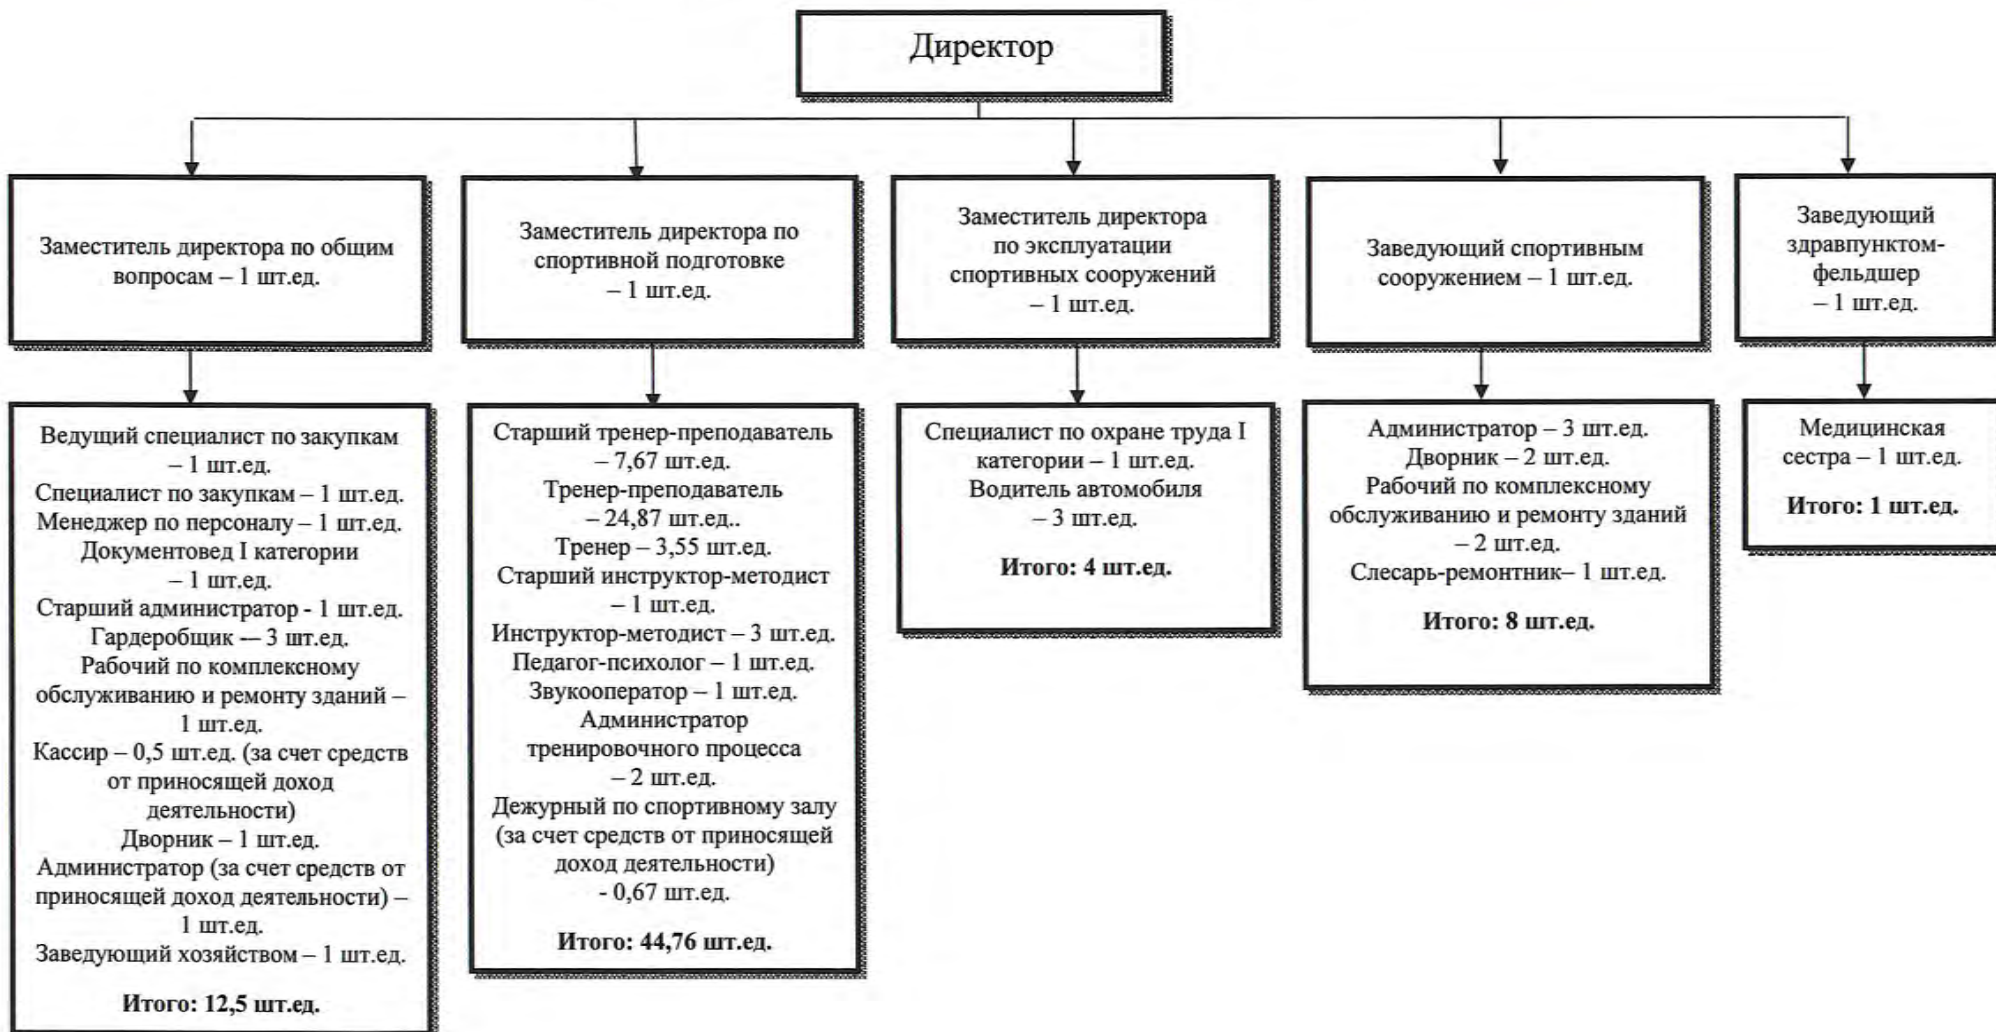 Директор
Заместитель директора по общим
вопросам – 1 шт.ед.
Заместитель директора по
спортивной подготовке
– 1 шт.ед.
Заместитель директора
по эксплуатации
спортивных сооружений
– 1 шт.ед.
Заведующий спортивным
сооружением – 1 шт.ед.
Заведующий
здравпунктом-
фельдшер
– 1 шт.ед.
Ведущий специалист по закупкам
– 1 шт.ед.
Специалист по закупкам – 1 шт.ед.
Менеджер по персоналу – 1 шт.ед.
Документовед I категории
– 1 шт.ед.
Старший администратор - 1 шт.ед.
Гардеробщик -– 3 шт.ед.
Рабочий по комплексному
обслуживанию и ремонту зданий –
1 шт.ед.
Кассир – 0,5 шт.ед. (за счет средств
от приносящей доход
деятельности)
Дворник – 1 шт.ед.
Администратор (за счет средств от
приносящей доход деятельности) –
1 шт.ед.
Заведующий хозяйством – 1 шт.ед.
Итого: 12,5 шт.ед.
Старший тренер-преподаватель
– 7,67 шт.ед.
Тренер-преподаватель
– 24,87 шт.ед..
Тренер – 3,55 шт.ед.
Старший инструктор-методист
– 1 шт.ед.
Инструктор-методист – 3 шт.ед.
Педагог-психолог – 1 шт.ед.
Звукооператор – 1 шт.ед.
Администратор
тренировочного процесса
– 2 шт.ед.
Дежурный по спортивному залу
(за счет средств от приносящей
доход деятельности)
- 0,67 шт.ед.
Итого: 44,76 шт.ед.
Специалист по охране труда I
категории – 1 шт.ед.
Водитель автомобиля
– 3 шт.ед.
Итого: 4 шт.ед.
Администратор – 3 шт.ед.
Дворник – 2 шт.ед.
Рабочий по комплексному
обслуживанию и ремонту зданий
– 2 шт.ед.
Слесарь-ремонтник– 1 шт.ед.
Итого: 8 шт.ед.
Медицинская
сестра – 1 шт.ед.
Итого: 1 шт.ед.